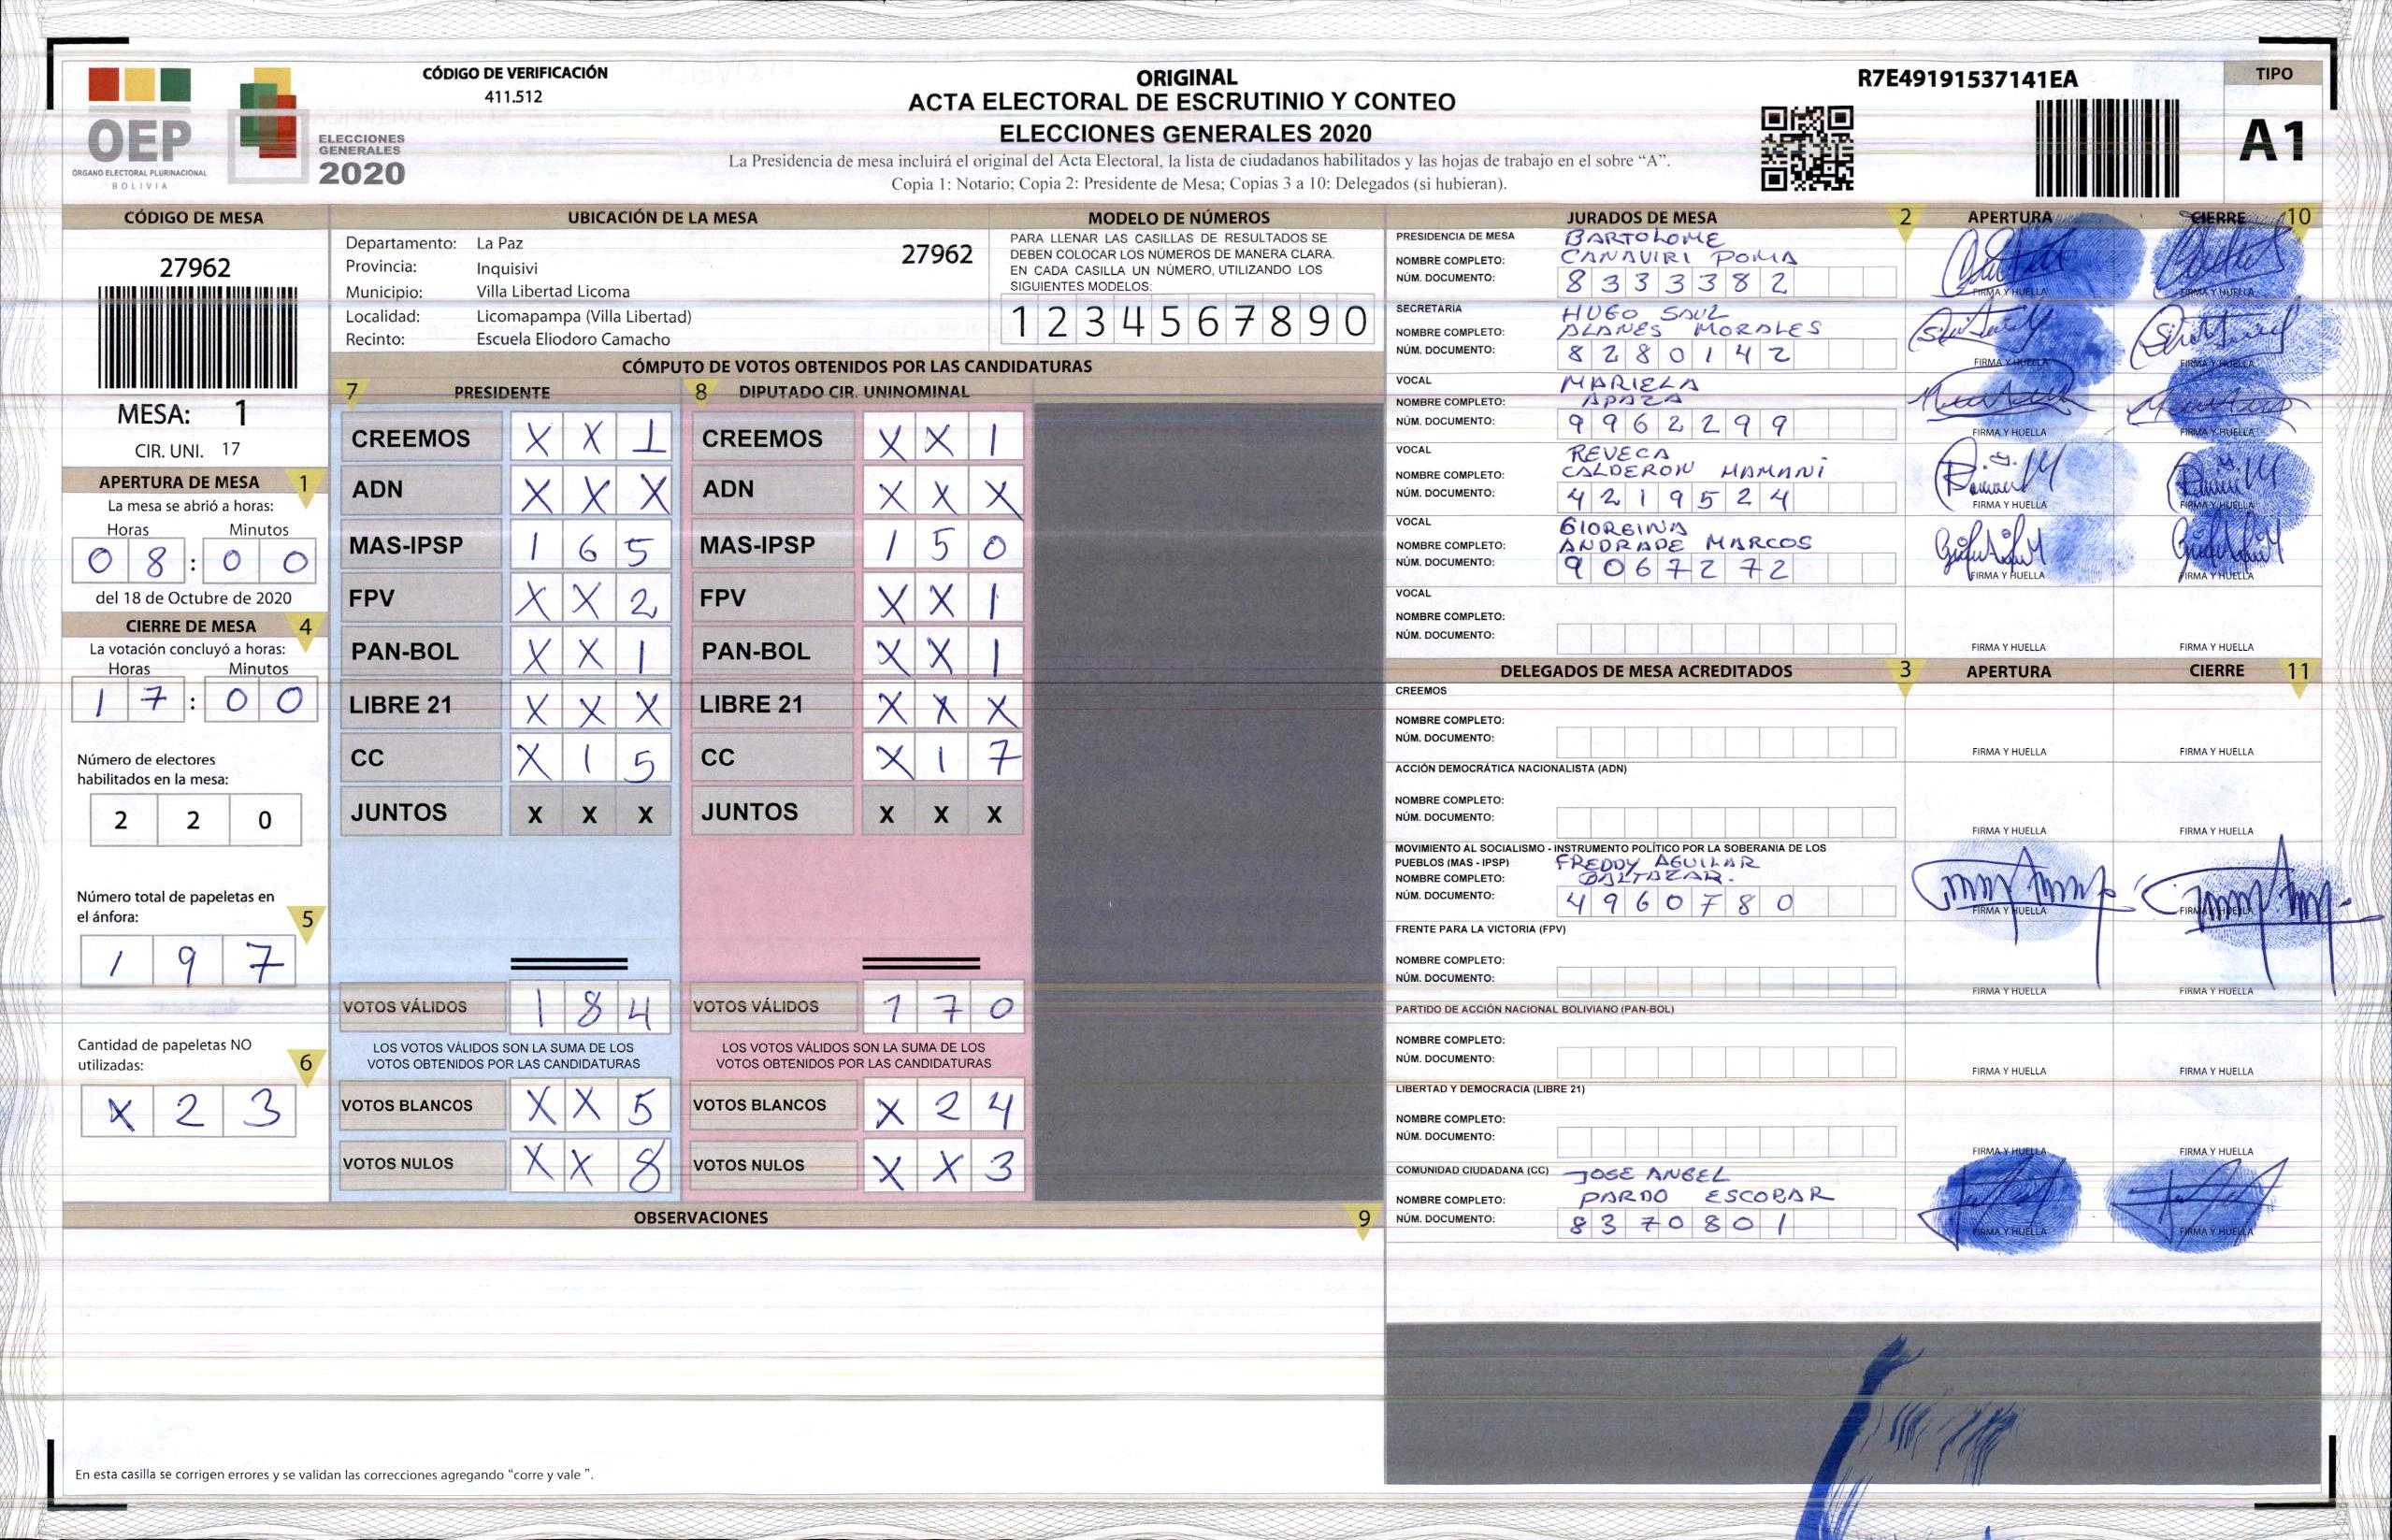 OEP
ÓRGANO ELECTORAL PLURINACIONAL
BOLIVIA
ELECCIONES
GENERALES
2020
CÓDIGO DE VERIFICACIÓN
411.512
ORIGINAL
ACTA ELECTORAL DE ESCRUTINIO Y CONTEO
ELECCIONES GENERALES 2020
La Presidencia de mesa incluirá el original del Acta Electoral, la lista de ciudadanos habilitados y las hojas de trabajo en el sobre “A”.
Copia 1: Notario; Copia 2: Presidente de Mesa; Copias 3 a 10: Delegados (si hubieran).
R7E49191537141EA
TIPO
A1
CÓDIGO DE MESA
27962
MESA: 1
CIR. UNI. 17
APERTURA DE MESA 1
La mesa se abrió a horas:
Horas Minutos
0 8 : 0 0
del 18 de Octubre de 2020
CIERRE DE MESA 4
La votación concluyó a horas:
Horas Minutos
1 7 : 0 0
Número de electores
habilitados en la mesa:
2 2 0
Número total de papeletas en
el ánfora: 5
1 9 7
Cantidad de papeletas NO
utilizadas: 6
X 2 3
UBICACIÓN DE LA MESA
Departamento: La Paz 27962
Provincia: Inquisivi
Municipio: Villa Libertad Licoma
Localidad: Licomapampa (Villa Libertad)
Recinto: Escuela Eliodoro Camacho
MODELO DE NÚMEROS
PARA LLENAR LAS CASILLAS DE RESULTADOS SE
DEBEN COLOCAR LOS NÚMEROS DE MANERA CLARA.
EN CADA CASILLA UN NÚMERO, UTILIZANDO LOS
SIGUIENTES MODELOS:
1 2 3 4 5 6 7 8 9 0
CÓMPUTO DE VOTOS OBTENIDOS POR LAS CANDIDATURAS
7 PRESIDENTE 8 DIPUTADO CIR. UNINOMINAL
CREEMOS X X 1 CREEMOS X X 1
ADN X X X ADN X X X
MAS-IPSP 1 6 5 MAS-IPSP 1 5 0
FPV X X 2 FPV X X 1
PAN-BOL X X 1 PAN-BOL X X 1
LIBRE 21 X X X LIBRE 21 X X X
CC X 1 5 CC X 1 7
JUNTOS X X X JUNTOS X X X
VOTOS VÁLIDOS 1 8 4 VOTOS VÁLIDOS 1 7 0
LOS VOTOS VÁLIDOS SON LA SUMA DE LOS LOS VOTOS VÁLIDOS SON LA SUMA DE LOS
VOTOS OBTENIDOS POR LAS CANDIDATURAS VOTOS OBTENIDOS POR LAS CANDIDATURAS
VOTOS BLANCOS X X 5 VOTOS BLANCOS X 2 4
VOTOS NULOS X X 8 VOTOS NULOS X X 3
OBSERVACIONES 9
En esta casilla se corrigen errores y se validan las correcciones agregando “corre y vale ”.
JURADOS DE MESA 2 APERTURA CIERRE 10
PRESIDENCIA DE MESA BARTOLOME
NOMBRE COMPLETO: CANAVIRI POMA
NÚM. DOCUMENTO: 8 3 3 3 3 8 2
FIRMA Y HUELLA FIRMA Y HUELLA
SECRETARÍA HUGO SAUL
NOMBRE COMPLETO: ALANES MORALES
NÚM. DOCUMENTO: 8 2 8 0 1 4 2
FIRMA Y HUELLA FIRMA Y HUELLA
VOCAL MARIELA
NOMBRE COMPLETO: APAZA
NÚM. DOCUMENTO: 9 9 6 2 2 9 9
FIRMA Y HUELLA FIRMA Y HUELLA
VOCAL REVECA
NOMBRE COMPLETO: CALDERON MAMANI
NÚM. DOCUMENTO: 4 2 1 9 5 2 4
FIRMA Y HUELLA FIRMA Y HUELLA
VOCAL GIORGINA
NOMBRE COMPLETO: ANDRADE MARCOS
NÚM. DOCUMENTO: 9 0 6 7 2 7 2
FIRMA Y HUELLA FIRMA Y HUELLA
VOCAL
NOMBRE COMPLETO:
NÚM. DOCUMENTO:
FIRMA Y HUELLA FIRMA Y HUELLA
DELEGADOS DE MESA ACREDITADOS 3 APERTURA CIERRE 11
CREEMOS
NOMBRE COMPLETO:
NÚM. DOCUMENTO:
FIRMA Y HUELLA FIRMA Y HUELLA
ACCIÓN DEMOCRÁTICA NACIONALISTA (ADN)
NOMBRE COMPLETO:
NÚM. DOCUMENTO:
FIRMA Y HUELLA FIRMA Y HUELLA
MOVIMIENTO AL SOCIALISMO - INSTRUMENTO POLÍTICO POR LA SOBERANIA DE LOS
PUEBLOS (MAS - IPSP) FREDDY AGUILAR
NOMBRE COMPLETO: BALTAZAR.
NÚM. DOCUMENTO: 4 9 6 0 7 8 0
FIRMA Y HUELLA FIRMA Y HUELLA
FRENTE PARA LA VICTORIA (FPV)
NOMBRE COMPLETO:
NÚM. DOCUMENTO:
FIRMA Y HUELLA FIRMA Y HUELLA
PARTIDO DE ACCIÓN NACIONAL BOLIVIANO (PAN-BOL)
NOMBRE COMPLETO:
NÚM. DOCUMENTO:
FIRMA Y HUELLA FIRMA Y HUELLA
LIBERTAD Y DEMOCRACIA (LIBRE 21)
NOMBRE COMPLETO:
NÚM. DOCUMENTO:
FIRMA Y HUELLA FIRMA Y HUELLA
COMUNIDAD CIUDADANA (CC) JOSE ANGEL
NOMBRE COMPLETO: PARDO ESCOBAR
NÚM. DOCUMENTO: 8 3 7 0 8 0 1
FIRMA Y HUELLA FIRMA Y HUELLA